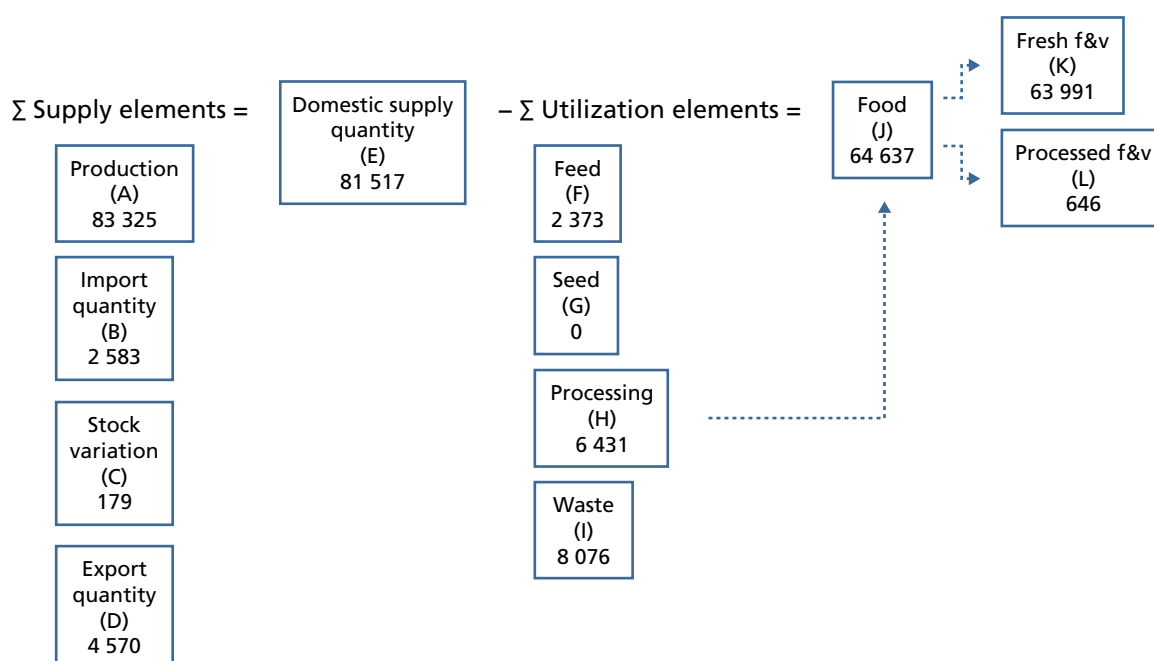 ∑ Supply elements =
Production
(A)
83 325
Import
quantity
(B)
2 583
Stock
variation
(C)
179
Export
quantity
(D)
4 570
Domestic supply
quantity
(E)
81 517
– ∑ Utilization elements =
Feed
(F)
2 373
Seed
(G)
0
Processing
(H)
6 431
Waste
(I)
8 076
Food
(J)
64 637
Fresh f&v
(K)
63 991
Processed f&v
(L)
646